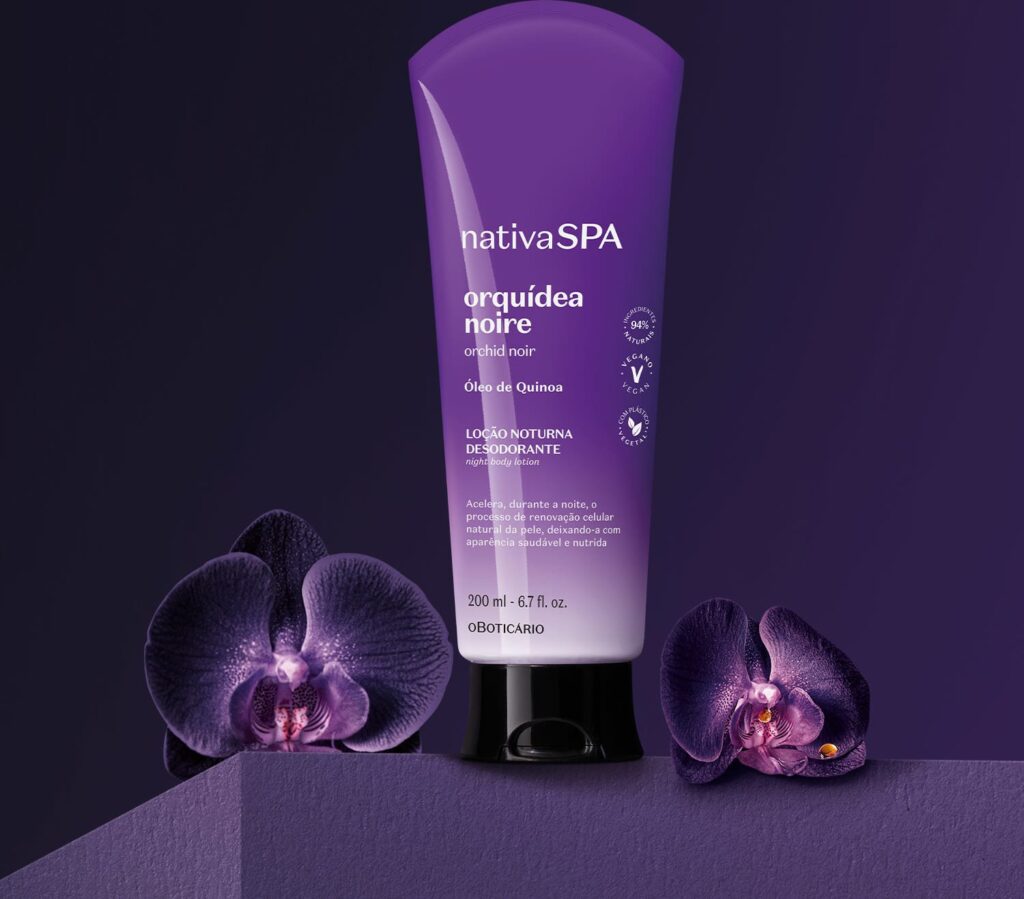 nativaSPA
orquídea
noire
orchid noir
Óleo de Quinoa
LOÇÃO NOTURNA
DESODORANTE
night body lotion
Acelera, durante a noite, o
processo de renovação celular
natural da pele, deixando-a com
aparência saudável e nutrida
200 ml - 6.7 fl. oz.
oBOTICÁRIO
INGREDIENTES
94%
NATURAIS
VEGANO
V
VEGAN
COM PLÁSTICO
VEGETAL